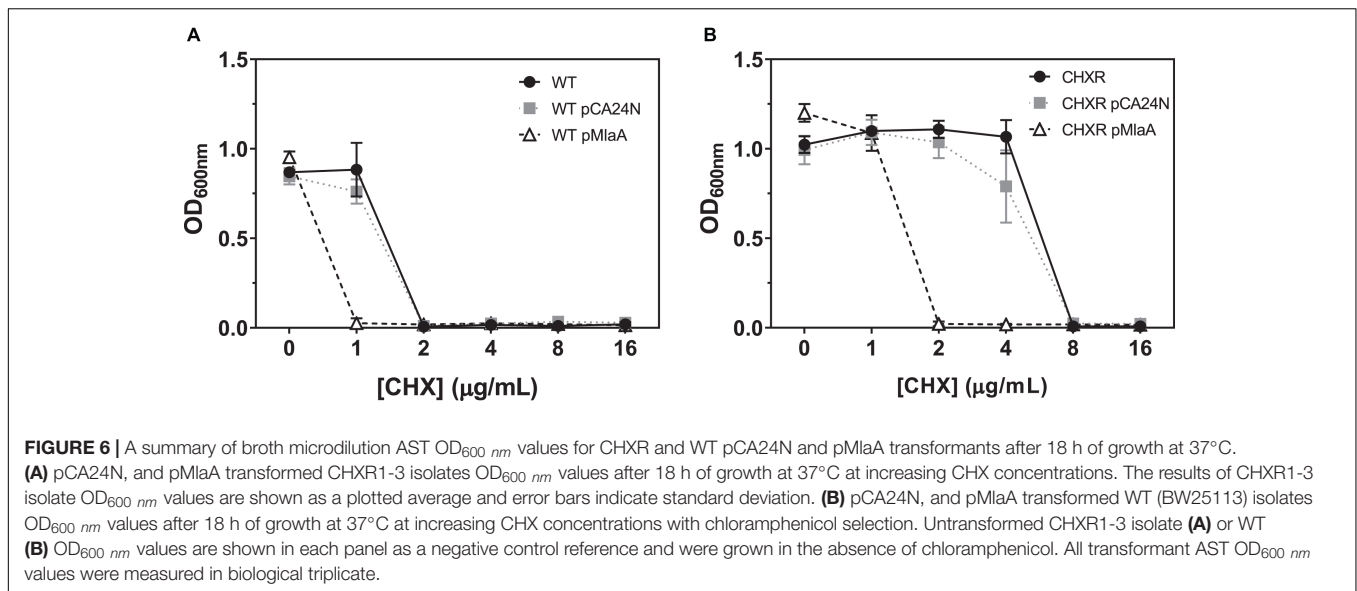 A
1.5
1.0
0.5
0.0
OD600nm
0 1 2 4 8 16
[CHX] (µg/mL)
WT
WT pCA24N
WT pMlaA
B
1.5
1.0
0.5
0.0
OD600nm
0 1 2 4 8 16
[CHX] (µg/mL)
CHXR
CHXR pCA24N
CHXR pMlaA
FIGURE 6 | A summary of broth microdilution AST OD600 nm values for CHXR and WT pCA24N and pMlaA transformants after 18 h of growth at 37°C.
(A) pCA24N, and pMlaA transformed CHXR1-3 isolates OD600 nm values after 18 h of growth at 37°C at increasing CHX concentrations. The results of CHXR1-3
isolate OD600 nm values are shown as a plotted average and error bars indicate standard deviation. (B) pCA24N, and pMlaA transformed WT (BW25113) isolates
OD600 nm values after 18 h of growth at 37°C at increasing CHX concentrations with chloramphenicol selection. Untransformed CHXR1-3 isolate (A) or WT
(B) OD600 nm values are shown in each panel as a negative control reference and were grown in the absence of chloramphenicol. All transformant AST OD600 nm
values were measured in biological triplicate.